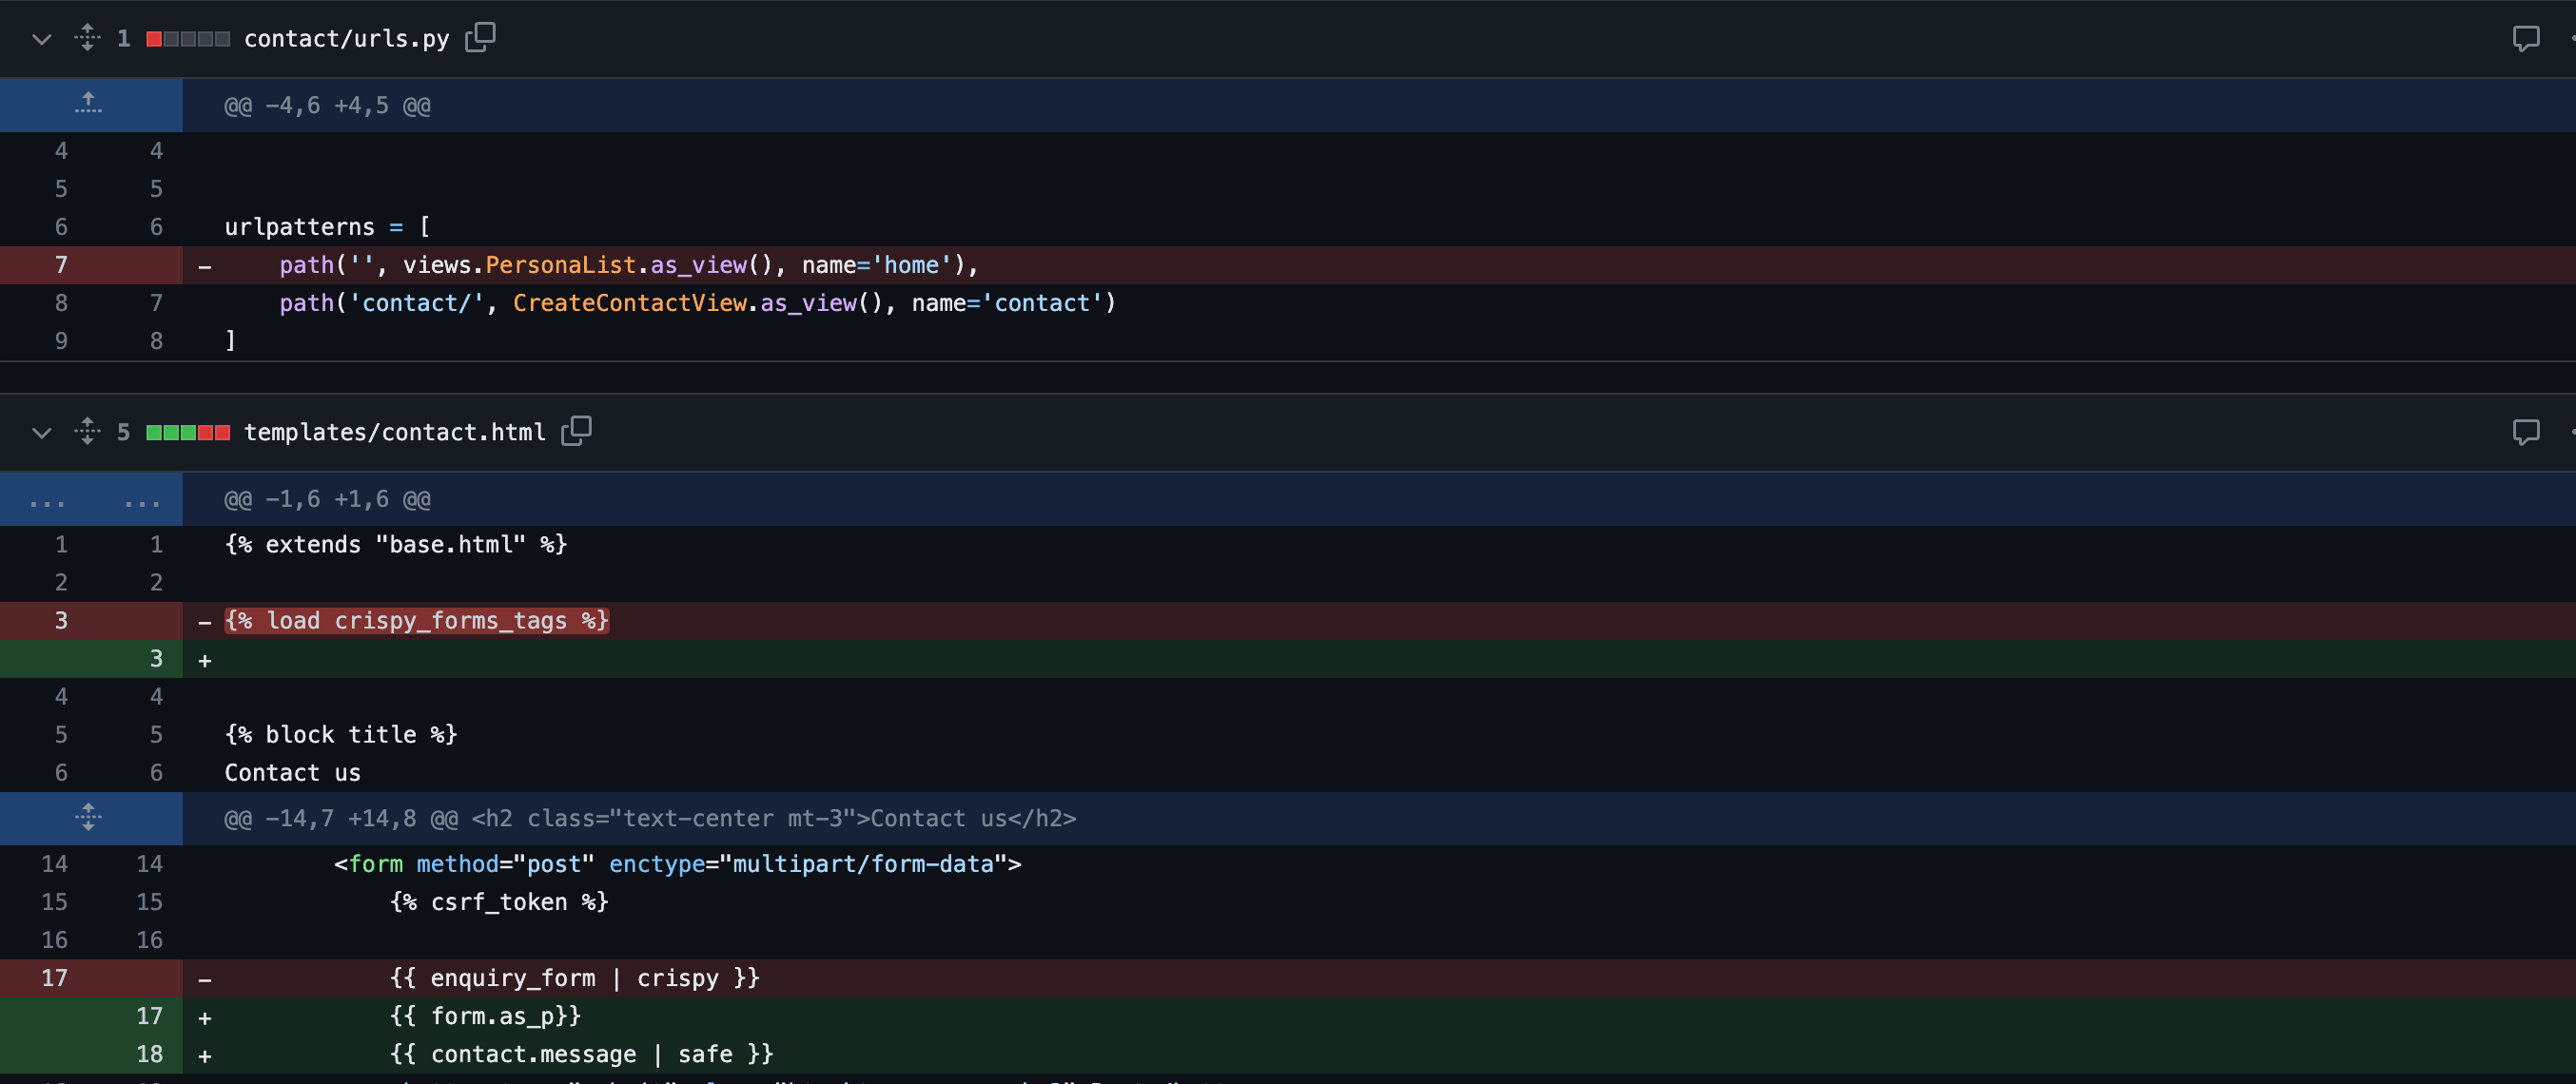 1 contact/urls.py
@@ -4,6 +4,5 @@
4 4
5 5
6 6 urlpatterns = [
7 - path('', views.PersonaList.as_view(), name='home'),
8 7 path('contact/', CreateContactView.as_view(), name='contact')
9 8 ]
5 templates/contact.html
... ... @@ -1,6 +1,6 @@
1 1 {% extends "base.html" %}
2 2
3 - {% load crispy_forms_tags %}
3 +
4 4
5 5 {% block title %}
6 6 Contact us
@@ -14,7 +14,8 @@ <h2 class="text-center mt-3">Contact us</h2>
14 14 <form method="post" enctype="multipart/form-data">
15 15 {% csrf_token %}
16 16
17 - {{ enquiry_form | crispy }}
17 + {{ form.as_p}}
18 + {{ contact.message | safe }}